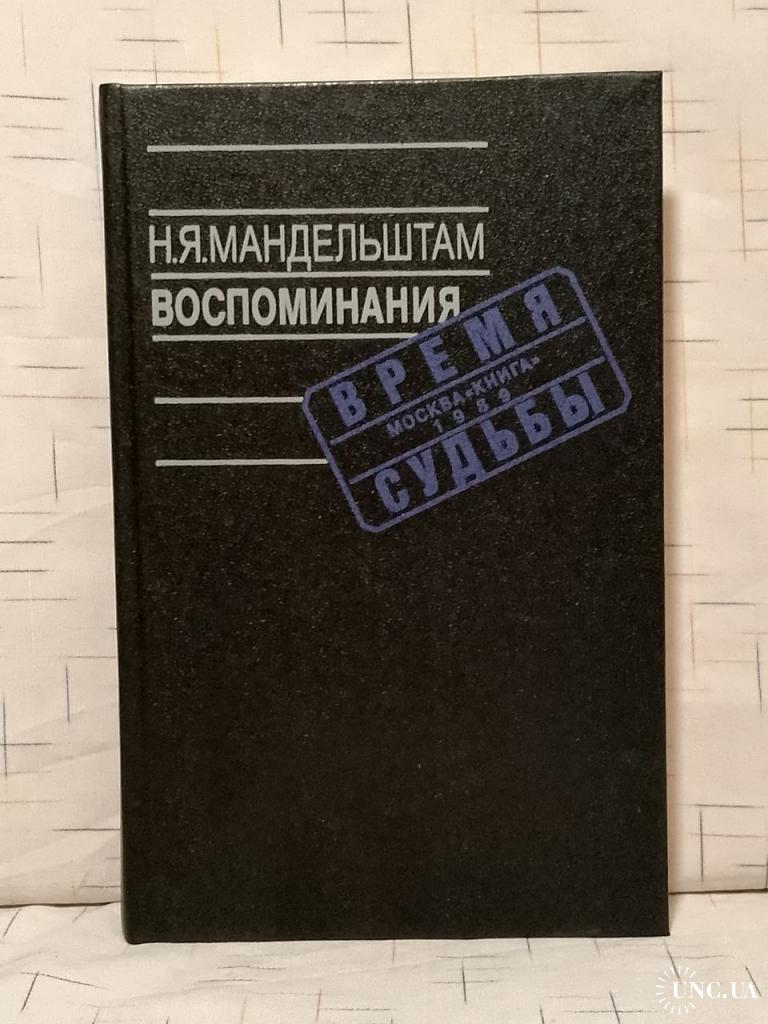 Н.Я.МАНДЕЛЬШТАМ
ВОСПОМИНАНИЯ
ВРЕМЯ
МОСКВА«КНИГА»
1989
СУДЬБЫ
UNC.UA